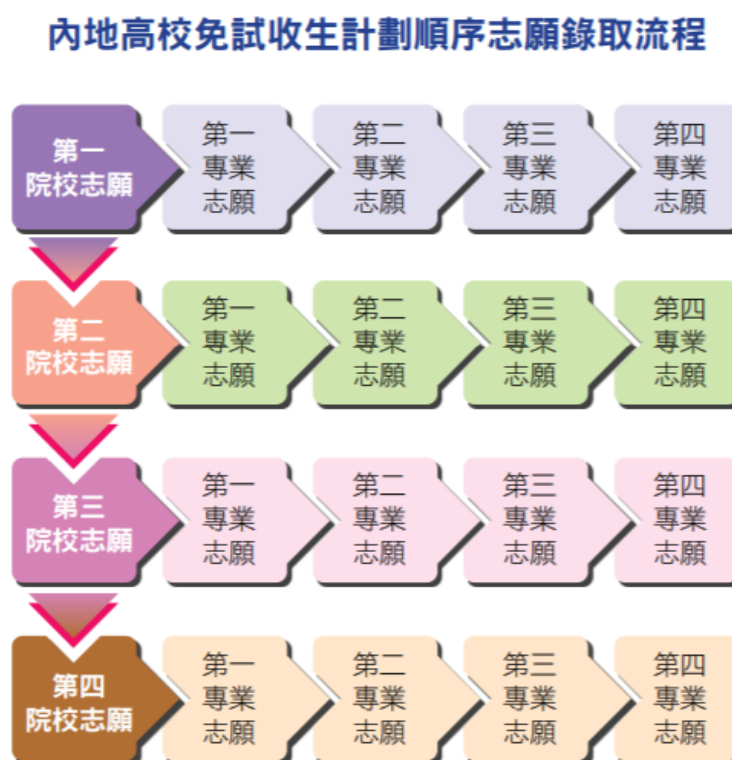 內地高校免試收生計劃順序志願錄取流程
第一
院校志願
第一
專業
志願
第二
專業
志願
第三
專業
志願
第四
專業
志願
第二
院校志願
第一
專業
志願
第二
專業
志願
第三
專業
志願
第四
專業
志願
第三
院校志願
第一
專業
志願
第二
專業
志願
第三
專業
志願
第四
專業
志願
第四
院校志願
第一
專業
志願
第二
專業
志願
第三
專業
志願
第四
專業
志願